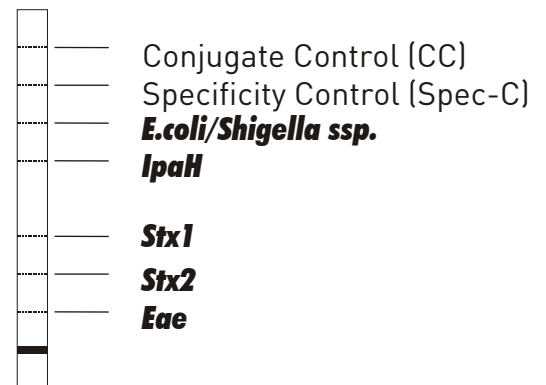 Conjugate Control (CC)
Specificity Control (Spec-C)
E.coli/Shigella ssp.
IpaH
Stx1
Stx2
Eae